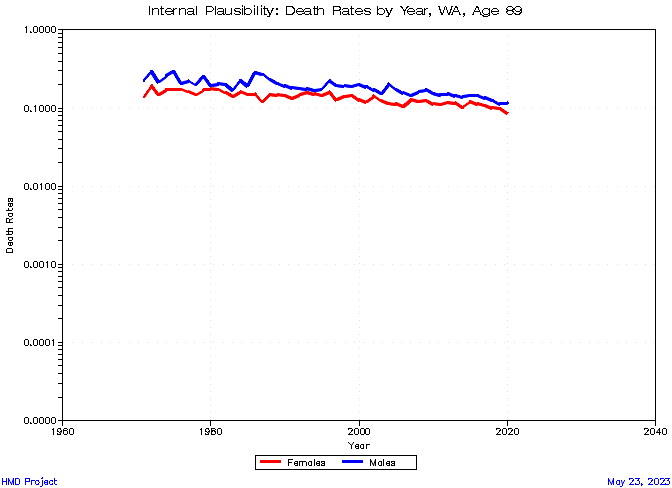 Internal Plausibility: Death Rates by Year, WA, Age 89
1.0000
0.1000
0.0100
0.0010
0.0001
0.0000
Death Rates
1960
1980
2000
2020
2040
Year
Females
Males
HMD Project
May 23, 2023